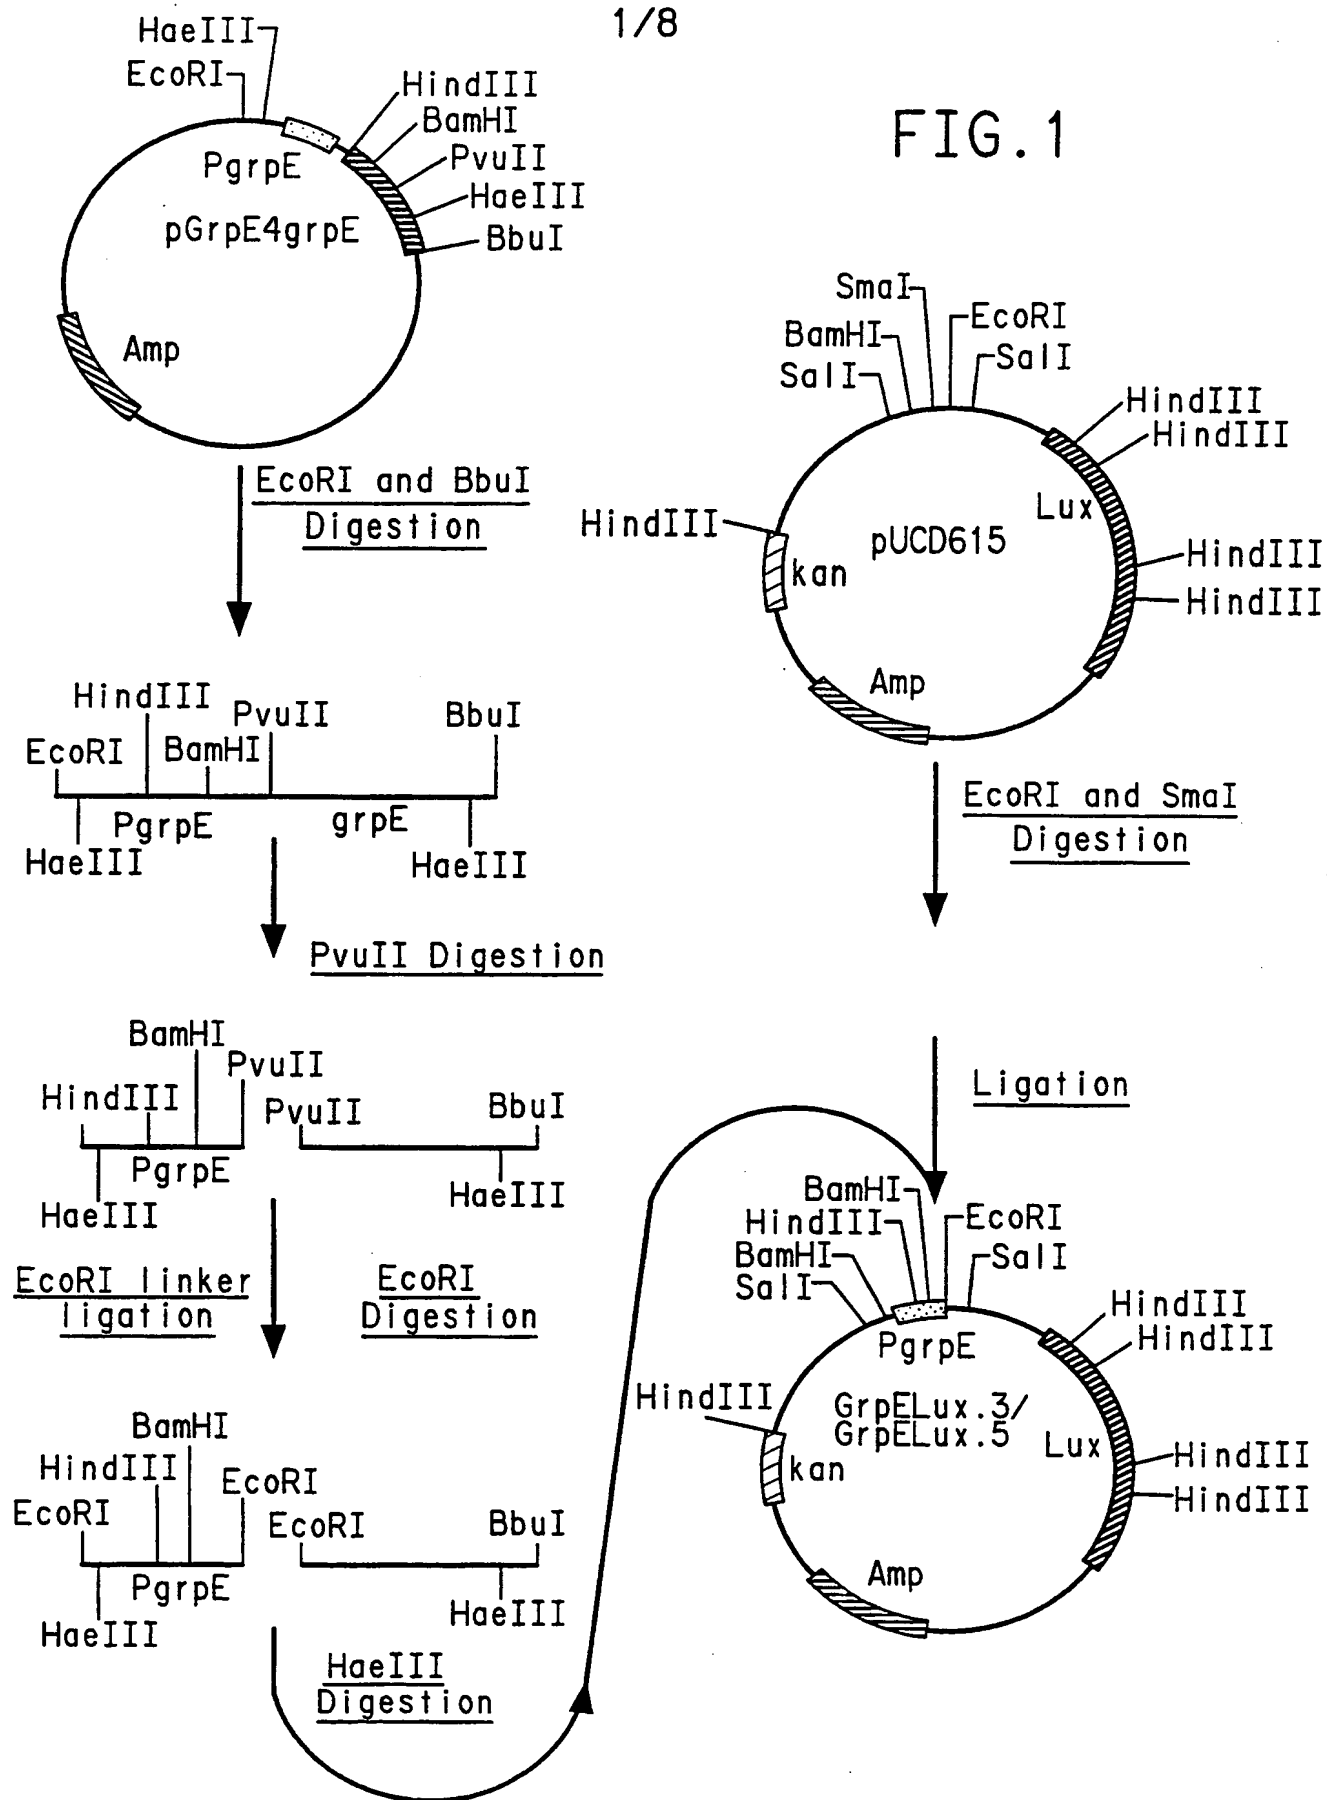 1/8
FIG.1
HaeIII
EcoRI
HindIII
BamHI
PvuII
HaeIII
BbuI
PgrpE
pGrpE4grpE
Amp
EcoRI and BbuI
Digestion
HindIII
PvuII
BbuI
EcoRI
BamHI
PgrpE
grpE
HaeIII
HaeIII
PvuII Digestion
BamHI
PvuII
HindIII
PvuII
BbuI
PgrpE
HaeIII
HaeIII
EcoRI linker
ligation
EcoRI
Digestion
BamHI
HindIII
EcoRI
EcoRI
EcoRI
BbuI
PgrpE
HaeIII
HaeIII
HaeIII
Digestion
SmaI
EcoRI
BamHI
SalI
SalI
HindIII
HindIII
Lux
HindIII
pUCD615
HindIII
kan
HindIII
Amp
EcoRI and SmaI
Digestion
Ligation
BamHI
HindIII
EcoRI
BamHI
SalI
SalI
HindIII
PgrpE
HindIII
HindIII
GrpELux.3/
GrpELux.5
Lux
HindIII
kan
HindIII
Amp